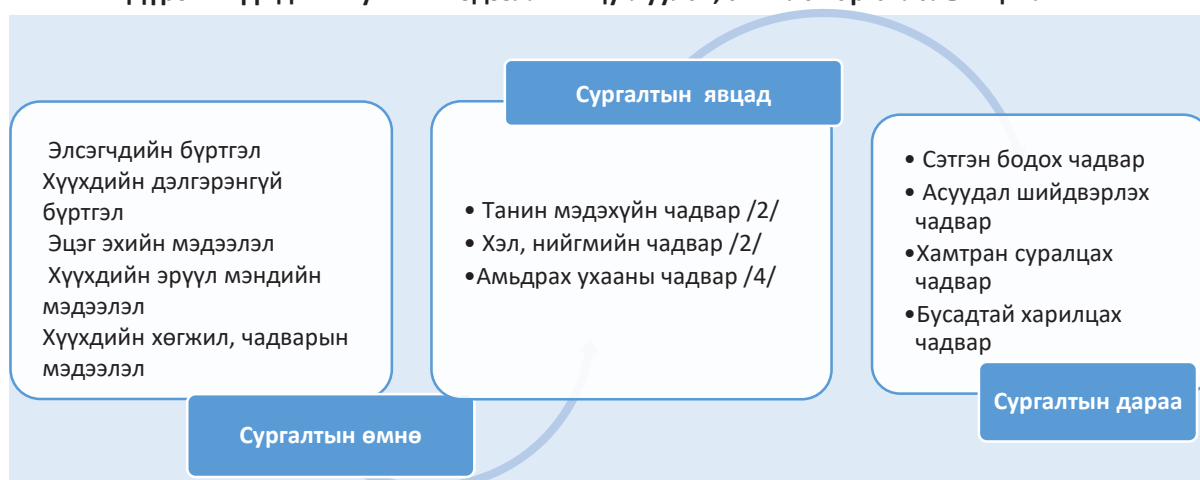 Элсэгчдийн бүртгэл
Хүүхдийн дэлгэрэнгүй
бүртгэл
Эцэг эхийн мэдээлэл
Хүүхдийн эрүүл мэндийн
мэдээлэл
Хүүхдийн хөгжил, чадварын
мэдээлэл
Сургалтын өмнө
Сургалтын явцад
• Танин мэдэхүйн чадвар /2/
• Хэл, нийгмийн чадвар /2/
•Амьдрах ухааны чадвар /4/
• Сэтгэн бодох чадвар
• Асуудал шийдвэрлэх
чадвар
•Хамтран суралцах
чадвар
•Бусадтай харилцах
чадвар
Сургалтын дараа